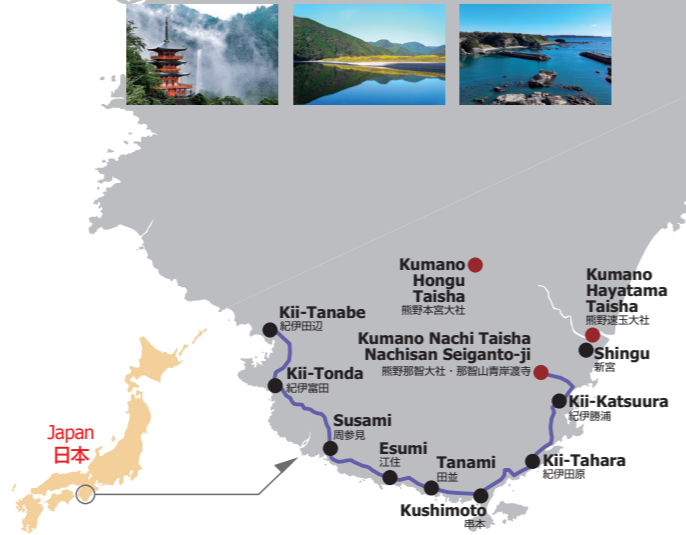 Kumano
Hongu
Taisha
熊野本宮大社
Kumano
Hayatama
Taisha
熊野速玉大社
Kii-Tanabe
紀伊田辺
Kumano Nachi Taisha
Nachisan Seiganto-ji
熊野那智大社・那智山青岸渡寺
Shingu
新宮
Kii-Tonda
紀伊富田
Kii-Katsuura
紀伊勝浦
Susami
周参見
Japan
日本
Esumi
江住
Tanami
田並
Kii-Tahara
紀伊田原
Kushimoto
串本